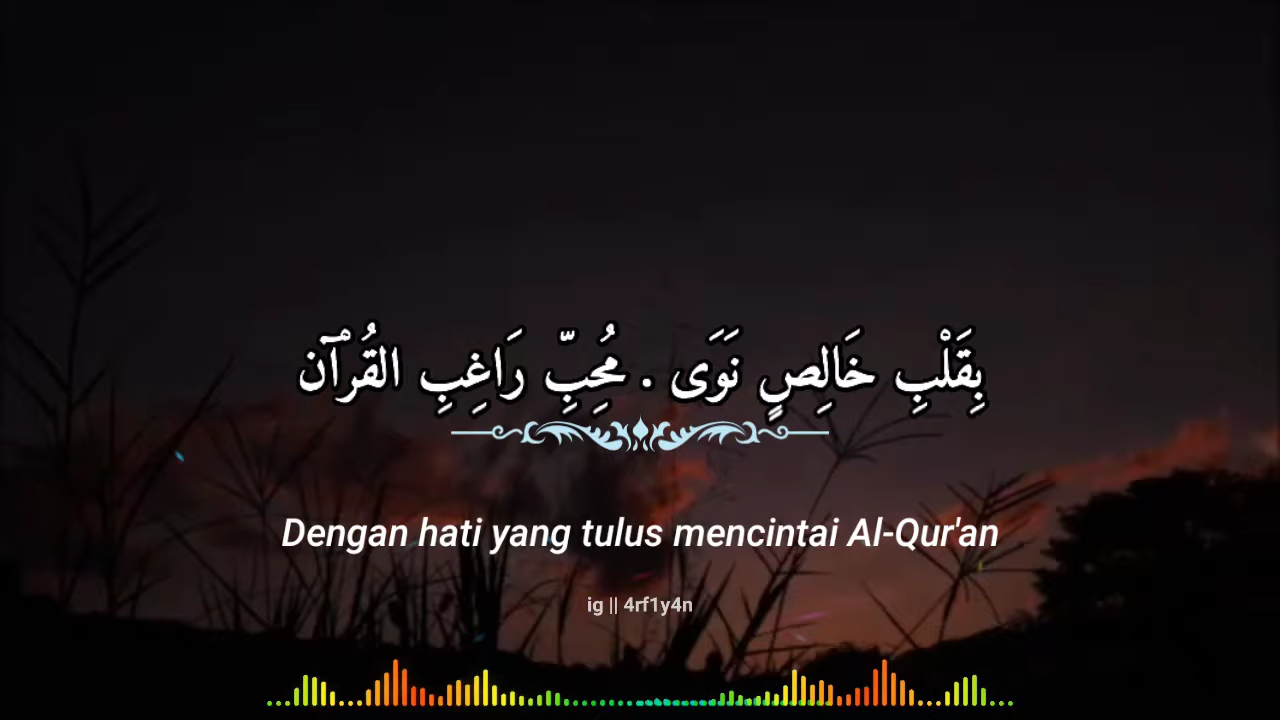 بِقَلْبِ خَالِصٍ نَوَى . مُحِبِّ رَاغِبِ القُرْآن
Dengan hati yang tulus mencintai Al-Qur'an
ig || 4rf1y4n